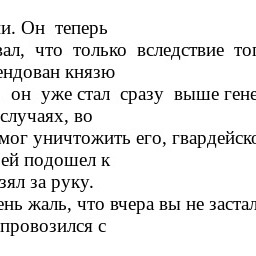 и. Он теперь
вал, что только вследствие тог
ендован князю
он уже стал сразу выше гене
случаях, во
мог уничтожить его, гвардейско
ей подошел к
зял за руку.
ень жаль, что вчера вы не застал
провозился с